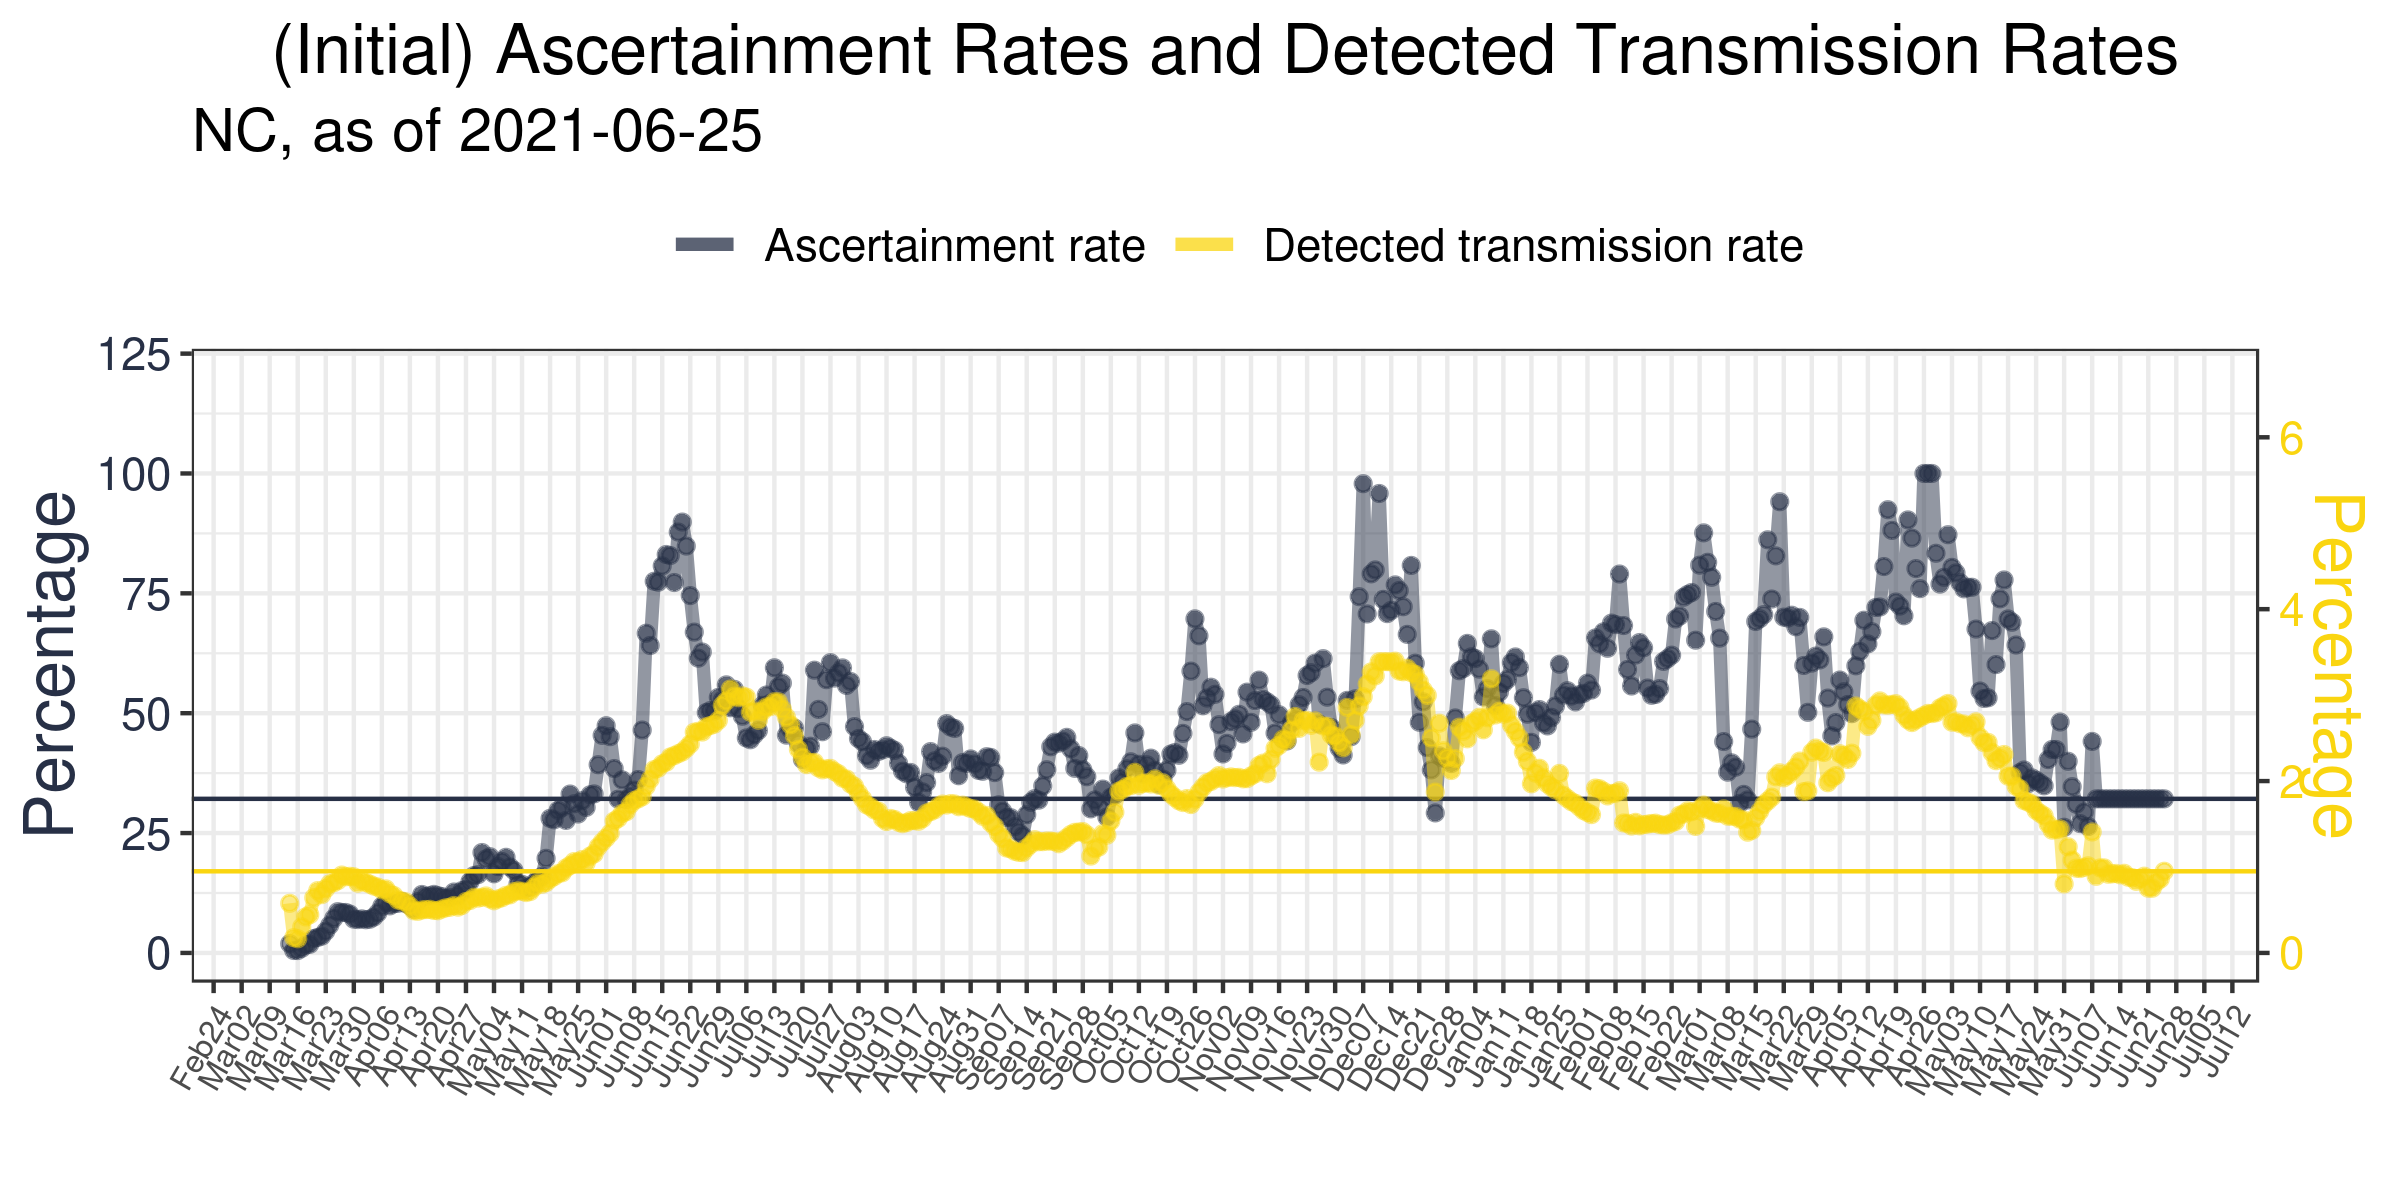 (Initial) Ascertainment Rates and Detected Transmission Rates
NC, as of 2021-06-25
Ascertainment rate Detected transmission rate
Percentage
125
100
75
50
25
0
6
4
2
0
Percentage
Feb24 Mar02 Mar09 Mar16 Mar23 Mar30 Apr06 Apr13 Apr20 Apr27 May04 May11 May18 May25 Jun01 Jun08 Jun15 Jun22 Jun29 Jul06 Jul13 Jul20 Jul27 Aug03 Aug10 Aug17 Aug24 Aug31 Sep07 Sep14 Sep21 Sep28 Oct05 Oct12 Oct19 Oct26 Nov02 Nov09 Nov16 Nov23 Nov30 Dec07 Dec14 Dec21 Dec28 Jan04 Jan11 Jan18 Jan25 Feb01 Feb08 Feb15 Feb22 Mar01 Mar08 Mar15 Mar22 Mar29 Apr05 Apr12 Apr19 Apr26 May03 May10 May17 May24 May31 Jun07 Jun14 Jun21 Jun28 Jul05 Jul12